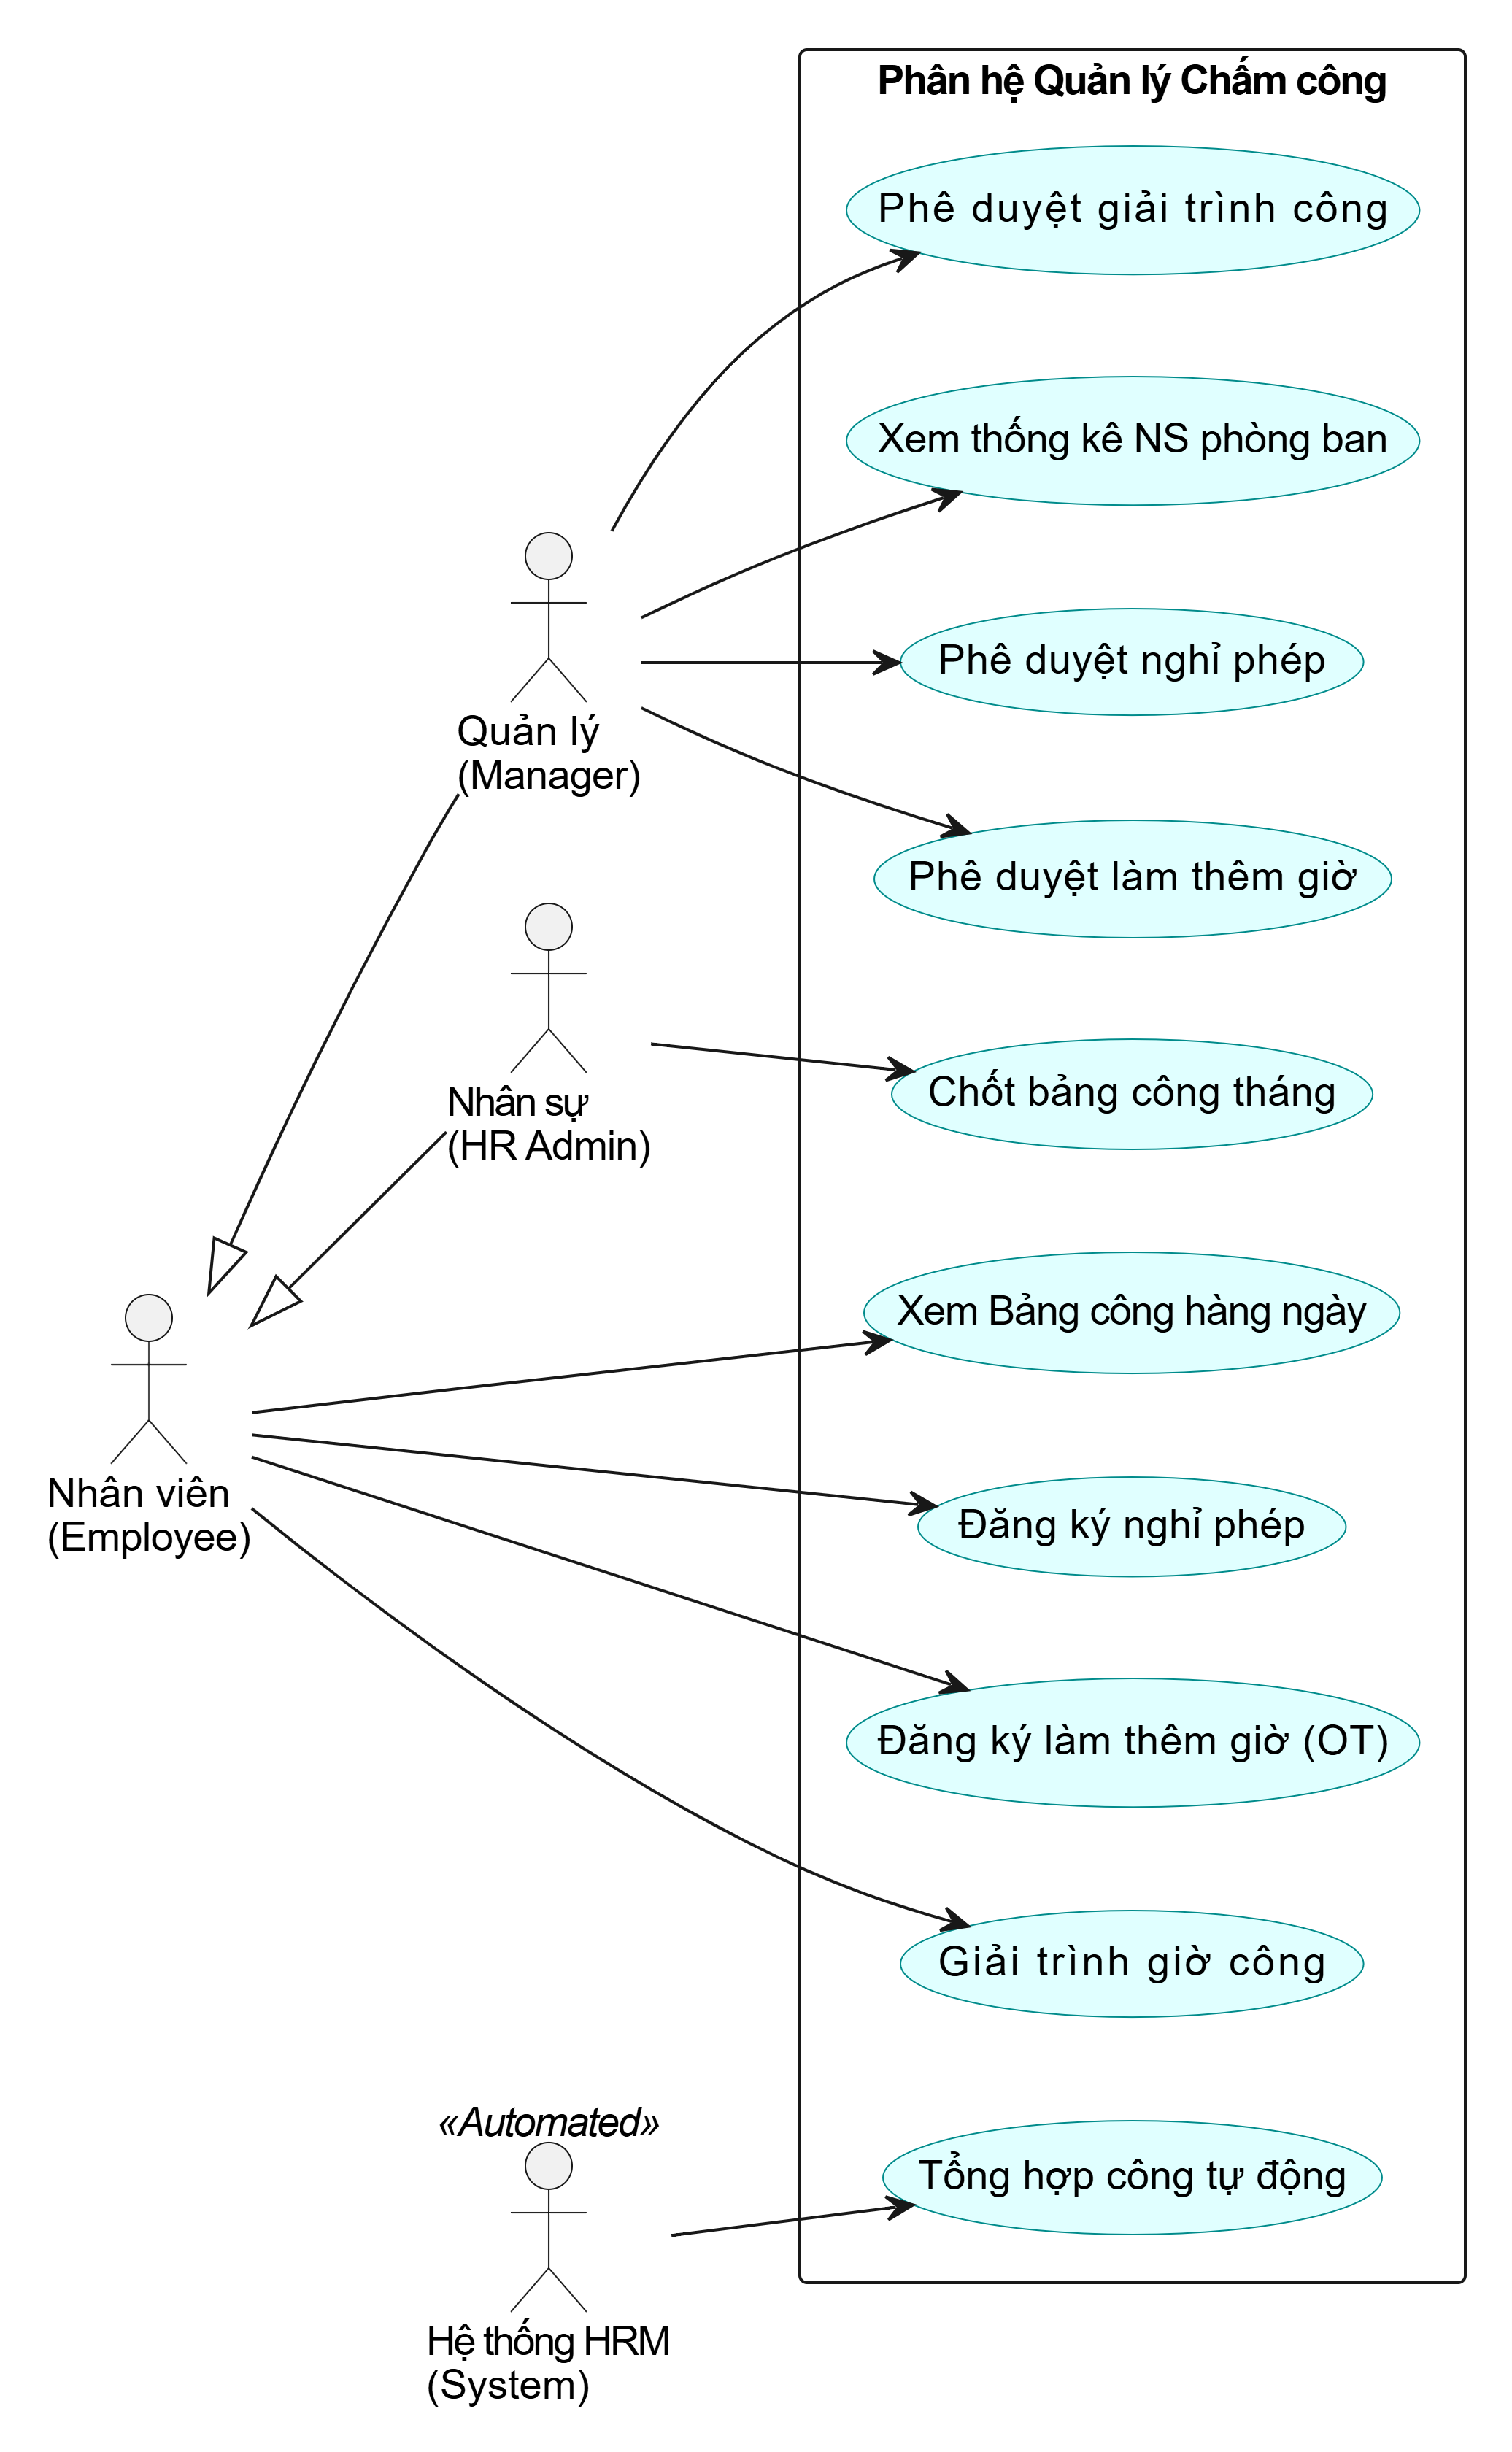 Phân hệ Quản lý Chấm công
Phê duyệt giải trình công
Xem thống kê NS phòng ban
Phê duyệt nghỉ phép
Quản lý
(Manager)
Phê duyệt làm thêm giờ
Nhân sự
(HR Admin)
Chốt bảng công tháng
Xem Bảng công hàng ngày
Nhân viên
(Employee)
Đăng ký nghỉ phép
Đăng ký làm thêm giờ (OT)
Giải trình giờ công
«Automated»
Tổng hợp công tự động
Hệ thống HRM
(System)